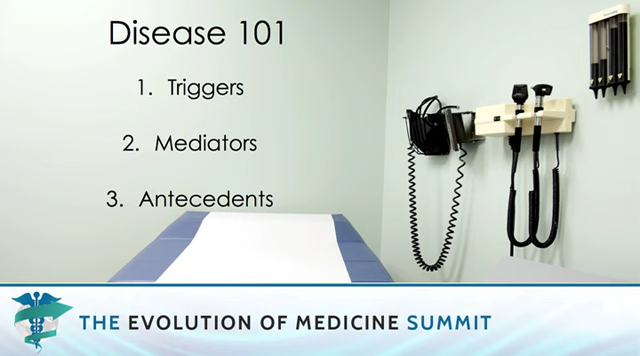 Disease 101
1. Triggers
2. Mediators
3. Antecedents
THE EVOLUTION OF MEDICINE SUMMIT